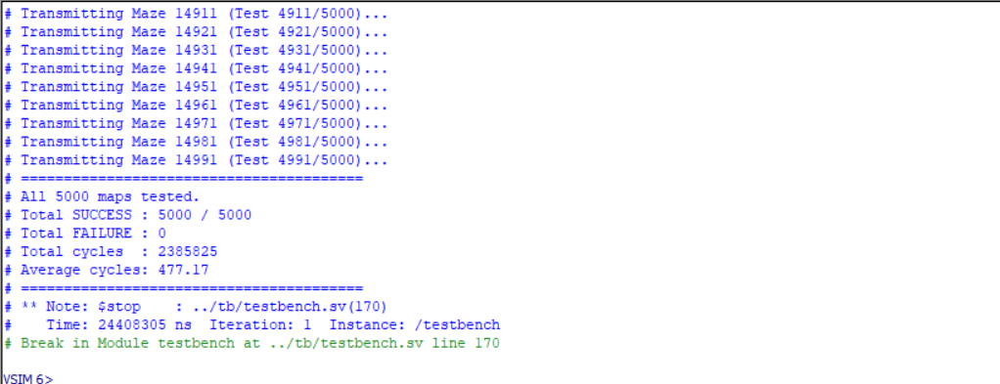 # Transmitting Maze 14911 (Test 4911/5000)...
# Transmitting Maze 14921 (Test 4921/5000)...
# Transmitting Maze 14931 (Test 4931/5000)...
# Transmitting Maze 14941 (Test 4941/5000)...
# Transmitting Maze 14951 (Test 4951/5000)...
# Transmitting Maze 14961 (Test 4961/5000)...
# Transmitting Maze 14971 (Test 4971/5000)...
# Transmitting Maze 14981 (Test 4981/5000)...
# Transmitting Maze 14991 (Test 4991/5000)...
# ========================================
# All 5000 maps tested.
# Total SUCCESS : 5000 / 5000
# Total FAILURE : 0
# Total cycles  : 2385825
# Average cycles: 477.17
# ========================================
# ** Note: $stop    : ../tb/testbench.sv(170)
#    Time: 24408305 ns  Iteration: 1  Instance: /testbench
# Break in Module testbench at ../tb/testbench.sv line 170
VSIM 6>